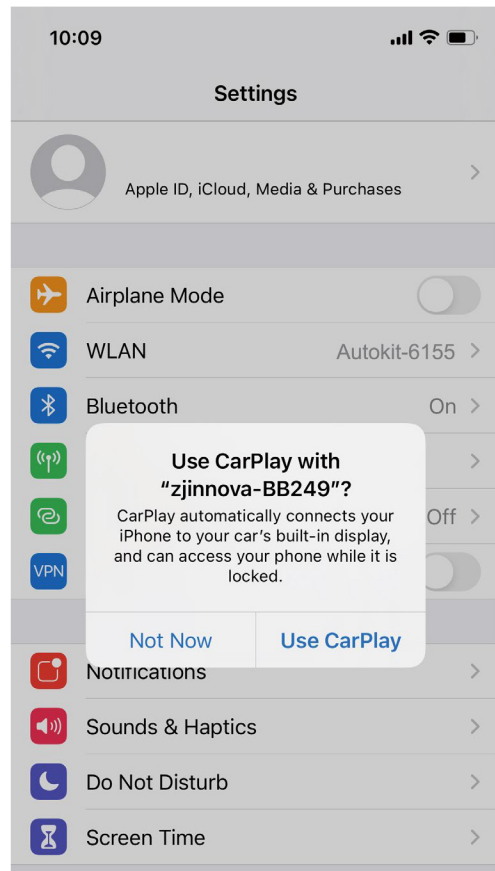 10:09
Settings
Apple ID, iCloud, Media & Purchases
Airplane Mode
WLAN Autokit-6155
Bluetooth On
Use CarPlay with
“zjinnova-BB249”?
CarPlay automatically connects your
iPhone to your car’s built-in display,
and can access your phone while it is
locked.
Off
VPN
Not Now Use CarPlay
Notifications
Sounds & Haptics
Do Not Disturb
Screen Time